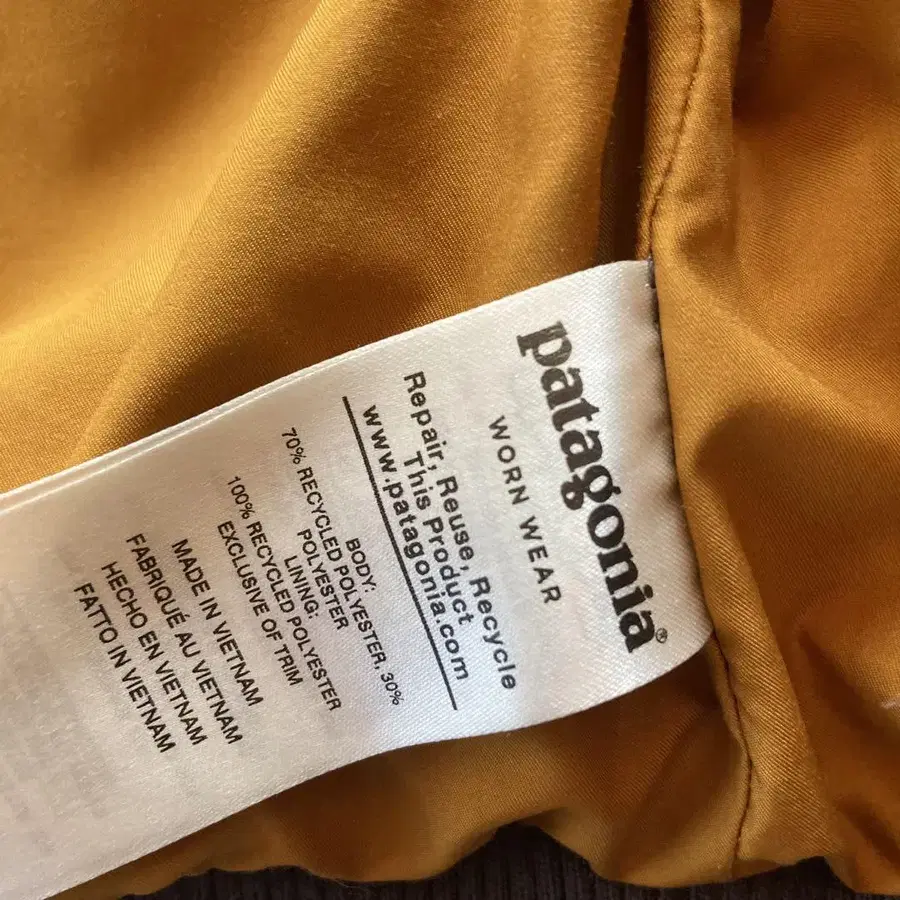 patagonia®
WORN WEAR
Repair, Reuse, Recycle
This Product
www.patagonia.com
BODY:
70% RECYCLED POLYESTER, 30%
POLYESTER
LINING:
100% RECYCLED POLYESTER
EXCLUSIVE OF TRIM
MADE IN VIETNAM
FABRIQUÉ AU VIETNAM
HECHO EN VIETNAM
FATTO IN VIETNAM